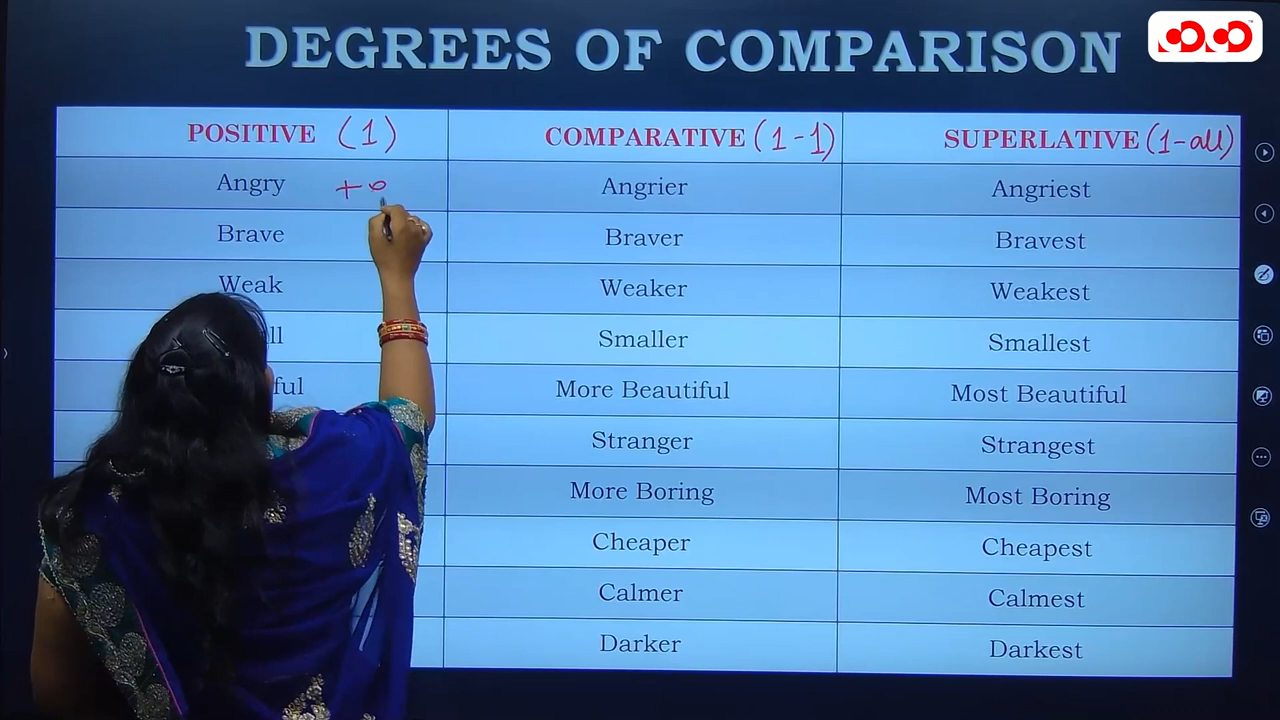 DEGREES OF COMPARISON
POSITIVE (1) COMPARATIVE (1-1) SUPERLATIVE (1-all)
Angry + Angrier Angriest
Brave Braver Bravest
Weak Weaker Weakest
ll Smaller Smallest
ful More Beautiful Most Beautiful
Stranger Strangest
More Boring Most Boring
Cheaper Cheapest
Calmer Calmest
Darker Darkest